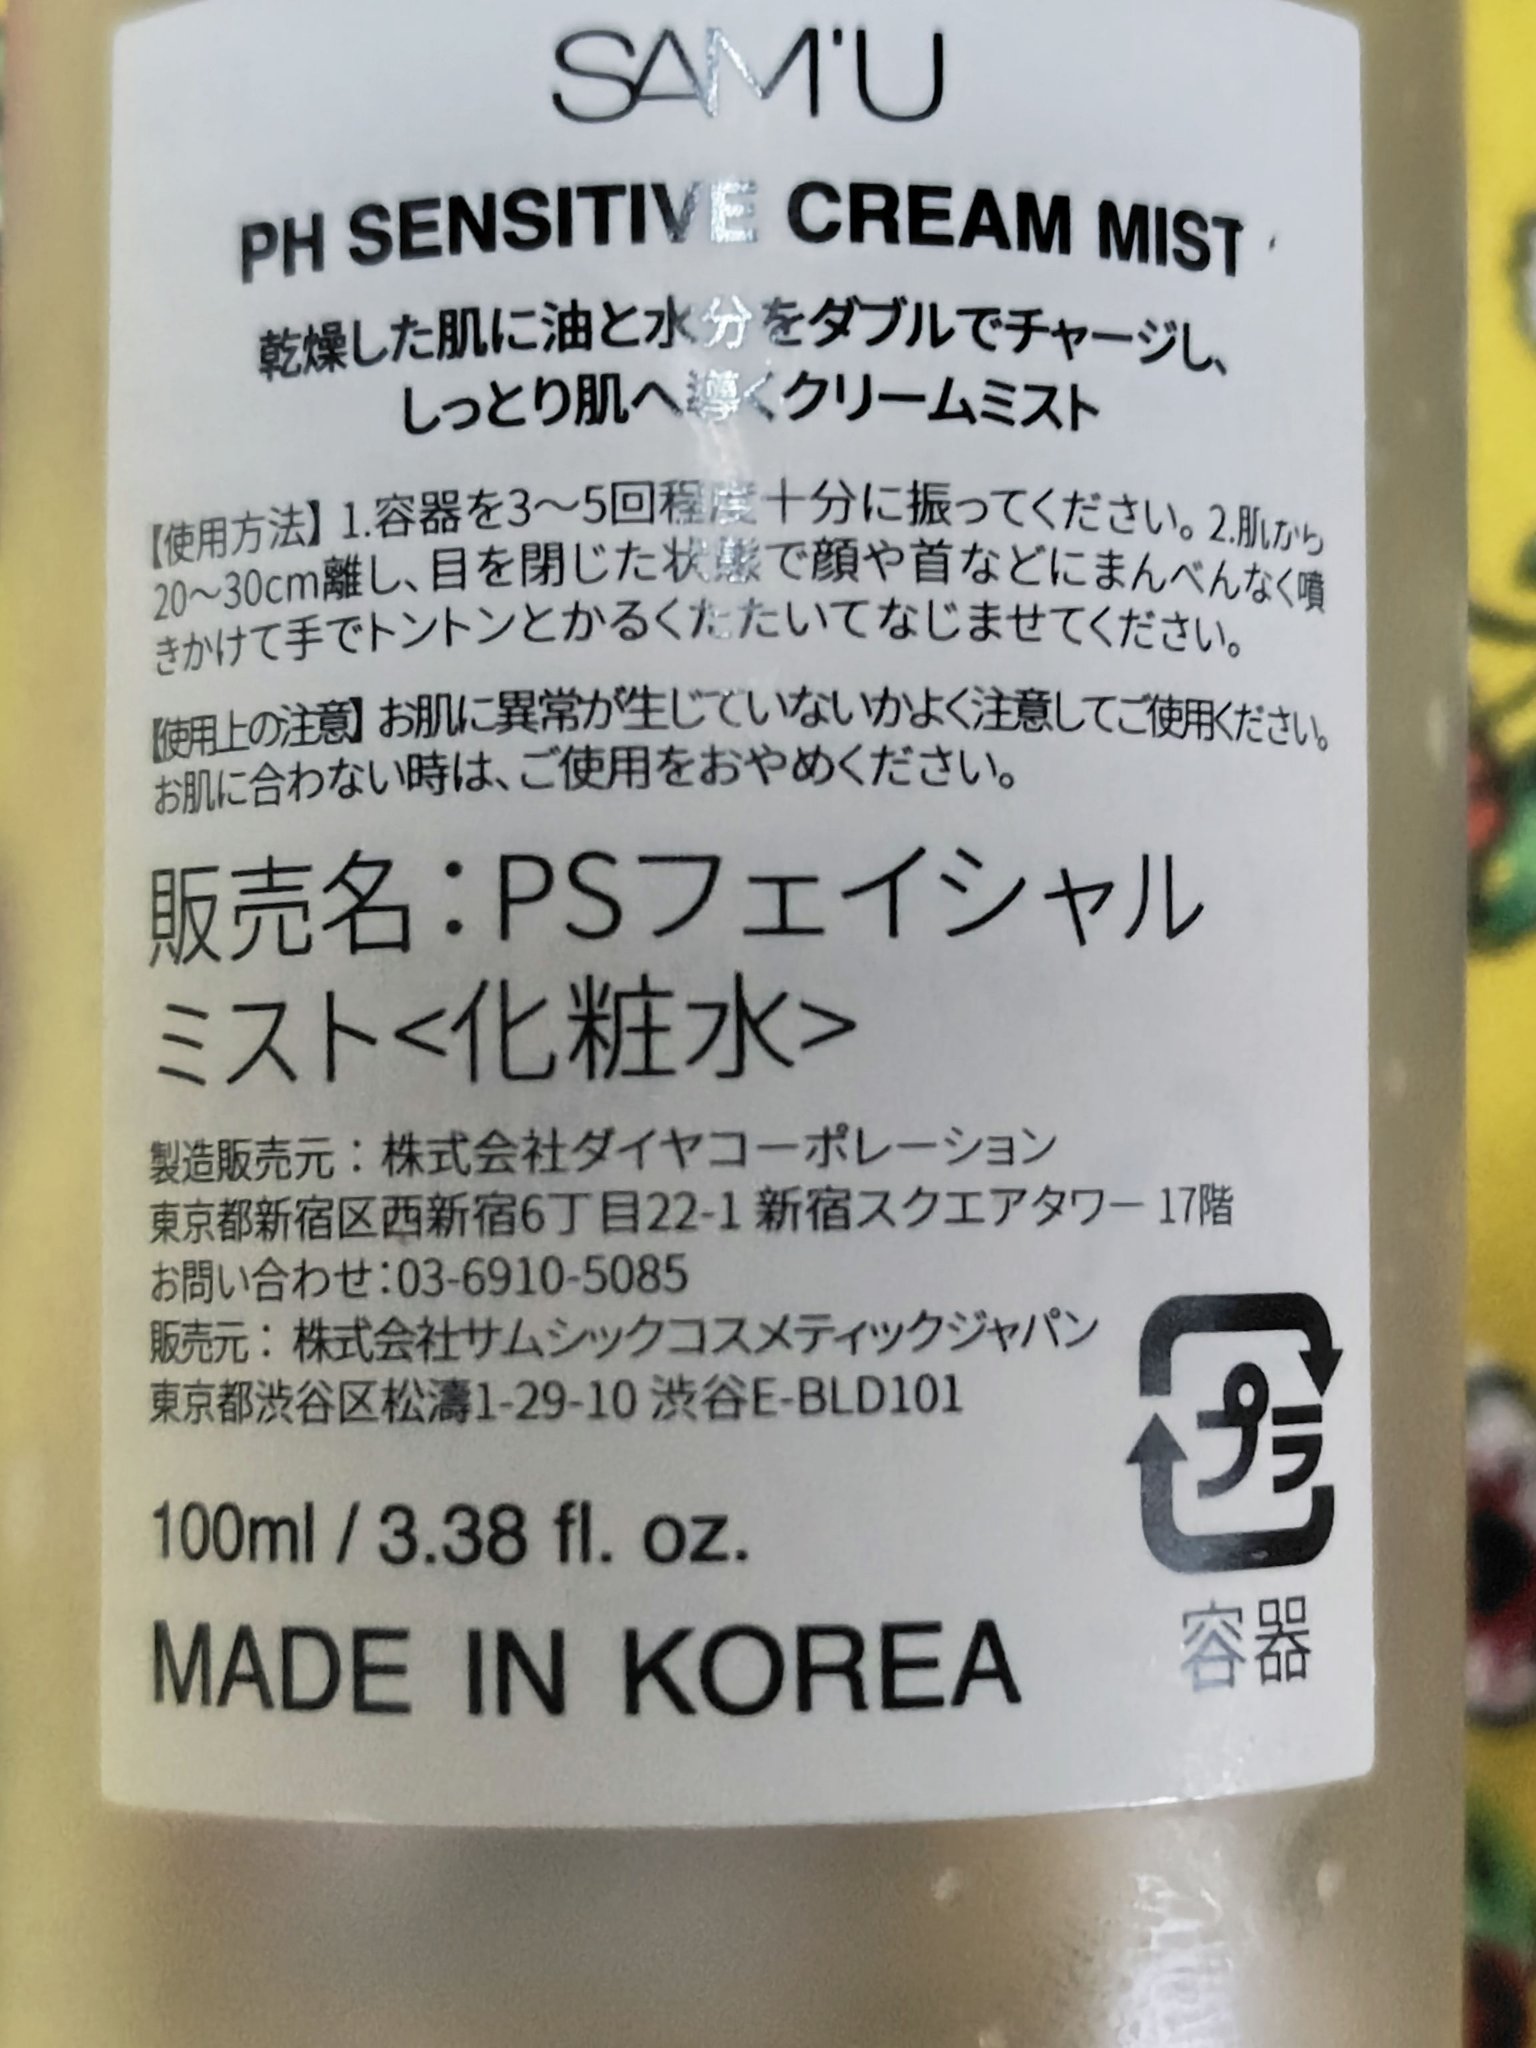 SAM'U
PH SENSITIVE CREAM MIST
乾燥した肌に油と水分をダブルでチャージし、
しっとり肌へ導くクリームミスト
【使用方法】1.容器を3～5回程度十分に振ってください。2.肌から
20～30cm離し、目を閉じた状態で顔や首などにまんべんなく噴
きかけて手でトントンとかるくたたいてなじませてください。
【使用上の注意】お肌に異常が生じていないかよく注意してご使用ください。
お肌に合わない時は、ご使用をおやめください。
販売名：PSフェイシャル
ミスト<化粧水>
製造販売元：株式会社ダイヤコーポレーション
東京都新宿区西新宿6丁目22-1 新宿スクエアタワー 17階
お問い合わせ：03-6910-5085
販売元：株式会社サムシックコスメティックジャパン
東京都渋谷区松濤1-29-10 渋谷E-BLD101
プラ
100ml / 3.38 fl. oz.
容器
MADE IN KOREA